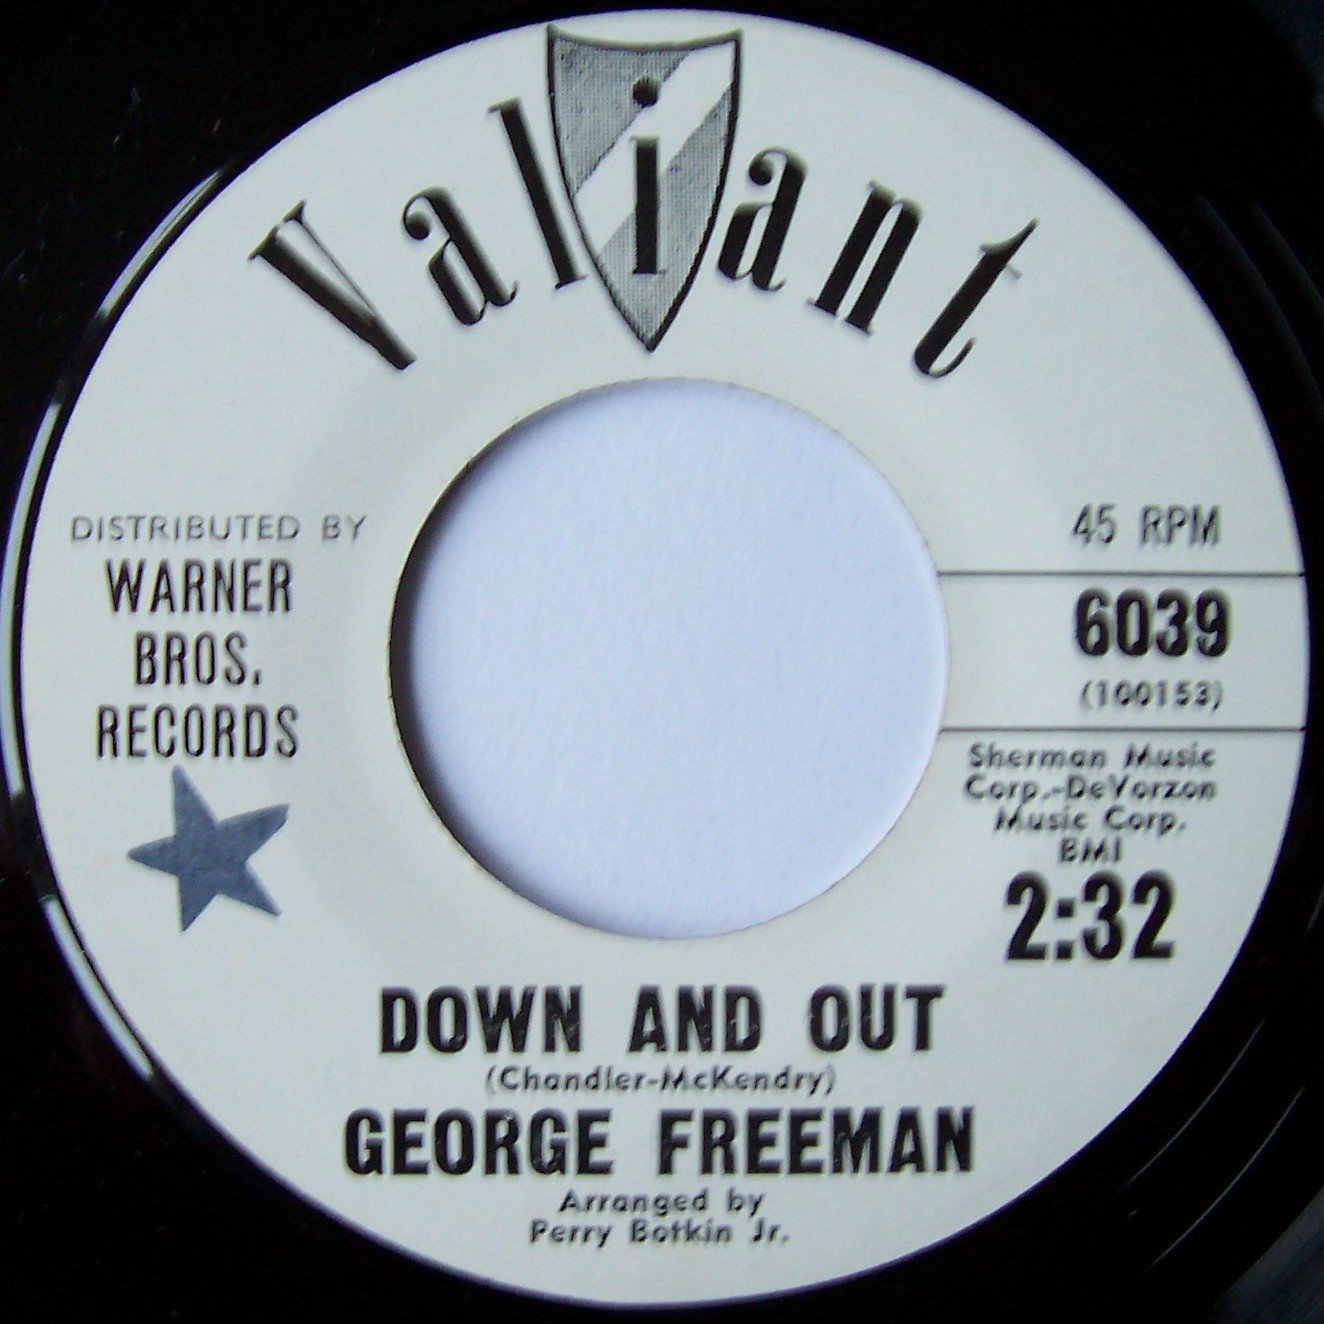 Valiant
DISTRIBUTED BY
WARNER
BROS.
RECORDS
45 RPM
6039
(100153)
Sherman Music
Corp.-DeVorzon
Music Corp.
BMI
2:32
DOWN AND OUT
(Chandler-McKendry)
GEORGE FREEMAN
Arranged by
Perry Botkin Jr.